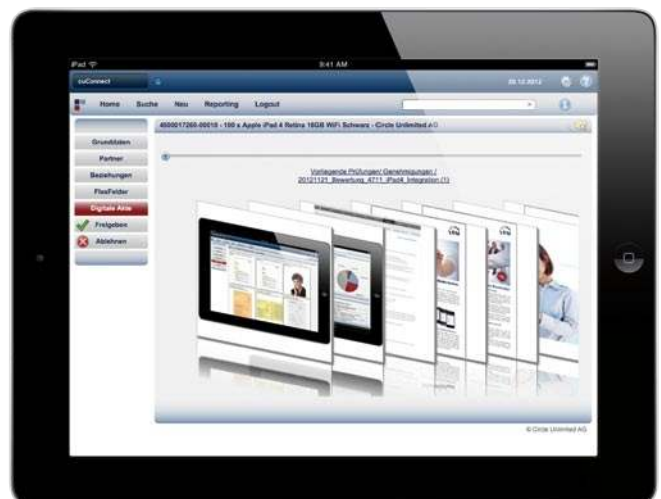 iPad
9:41 AM
cuConnect
20.12.2012
Home Suche Neu Reporting Logout
4500017260-00010 - 100 x Apple iPad 4 Retina 16GB WiFi Schwarz - Circle Unlimited AG
Grunddaten
Partner
Beziehungen
FlexFelder
Digitale Akte
Freigeben
Ablehnen
Vorliegende Prüfungen/ Genehmigungen /
20121121_Bewertung_4711_iPad4_Integration (1)
© Circle Unlimited AG